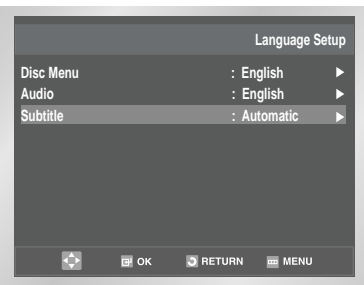 Language Setup
Disc Menu : English ▶
Audio : English ▶
Subtitle : Automatic ▶
OK RETURN MENU